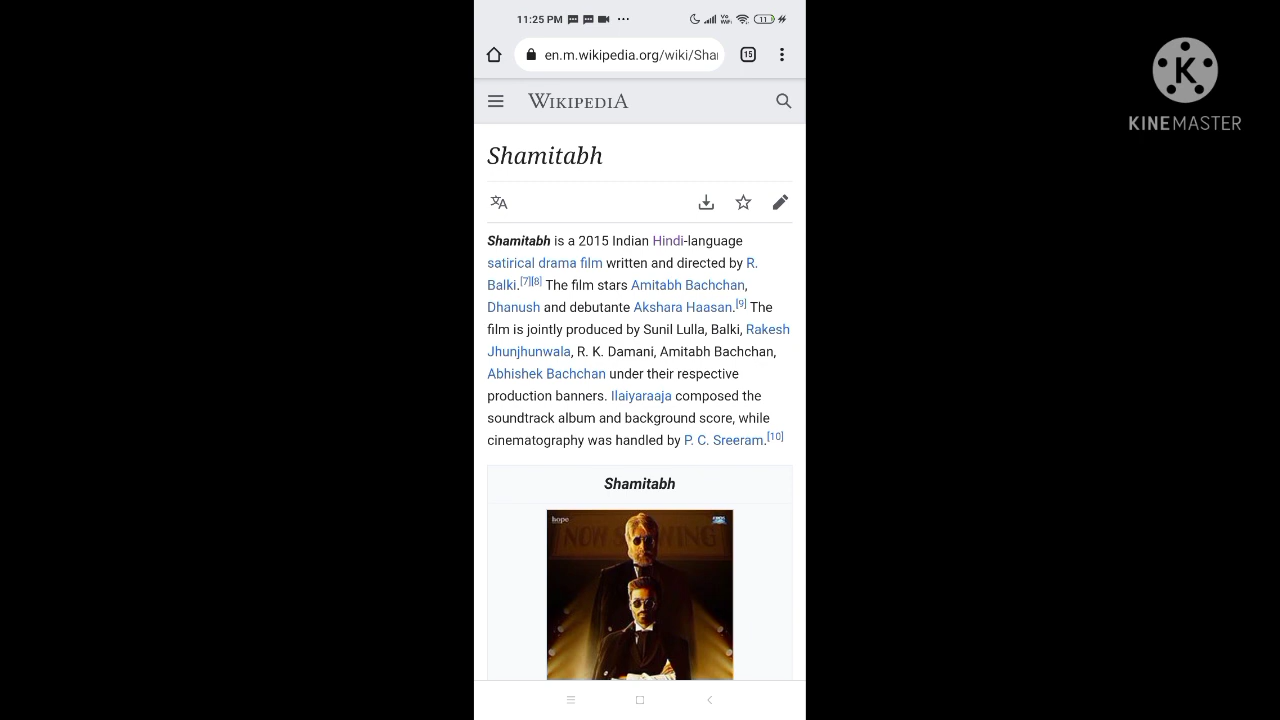 11:25 PM
11
en.m.wikipedia.org/wiki/Sha
15
WIKIPEDIA
Shamitabh
Shamitabh is a 2015 Indian Hindi-language
satirical drama film written and directed by R.
Balki.[7][8] The film stars Amitabh Bachchan,
Dhanush and debutante Akshara Haasan.[9] The
film is jointly produced by Sunil Lulla, Balki, Rakesh
Jhunjhunwala, R. K. Damani, Amitabh Bachchan,
Abhishek Bachchan under their respective
production banners. Ilaiyaraaja composed the
soundtrack album and background score, while
cinematography was handled by P. C. Sreeram.[10]
Shamitabh
hope
K
KINEMASTER